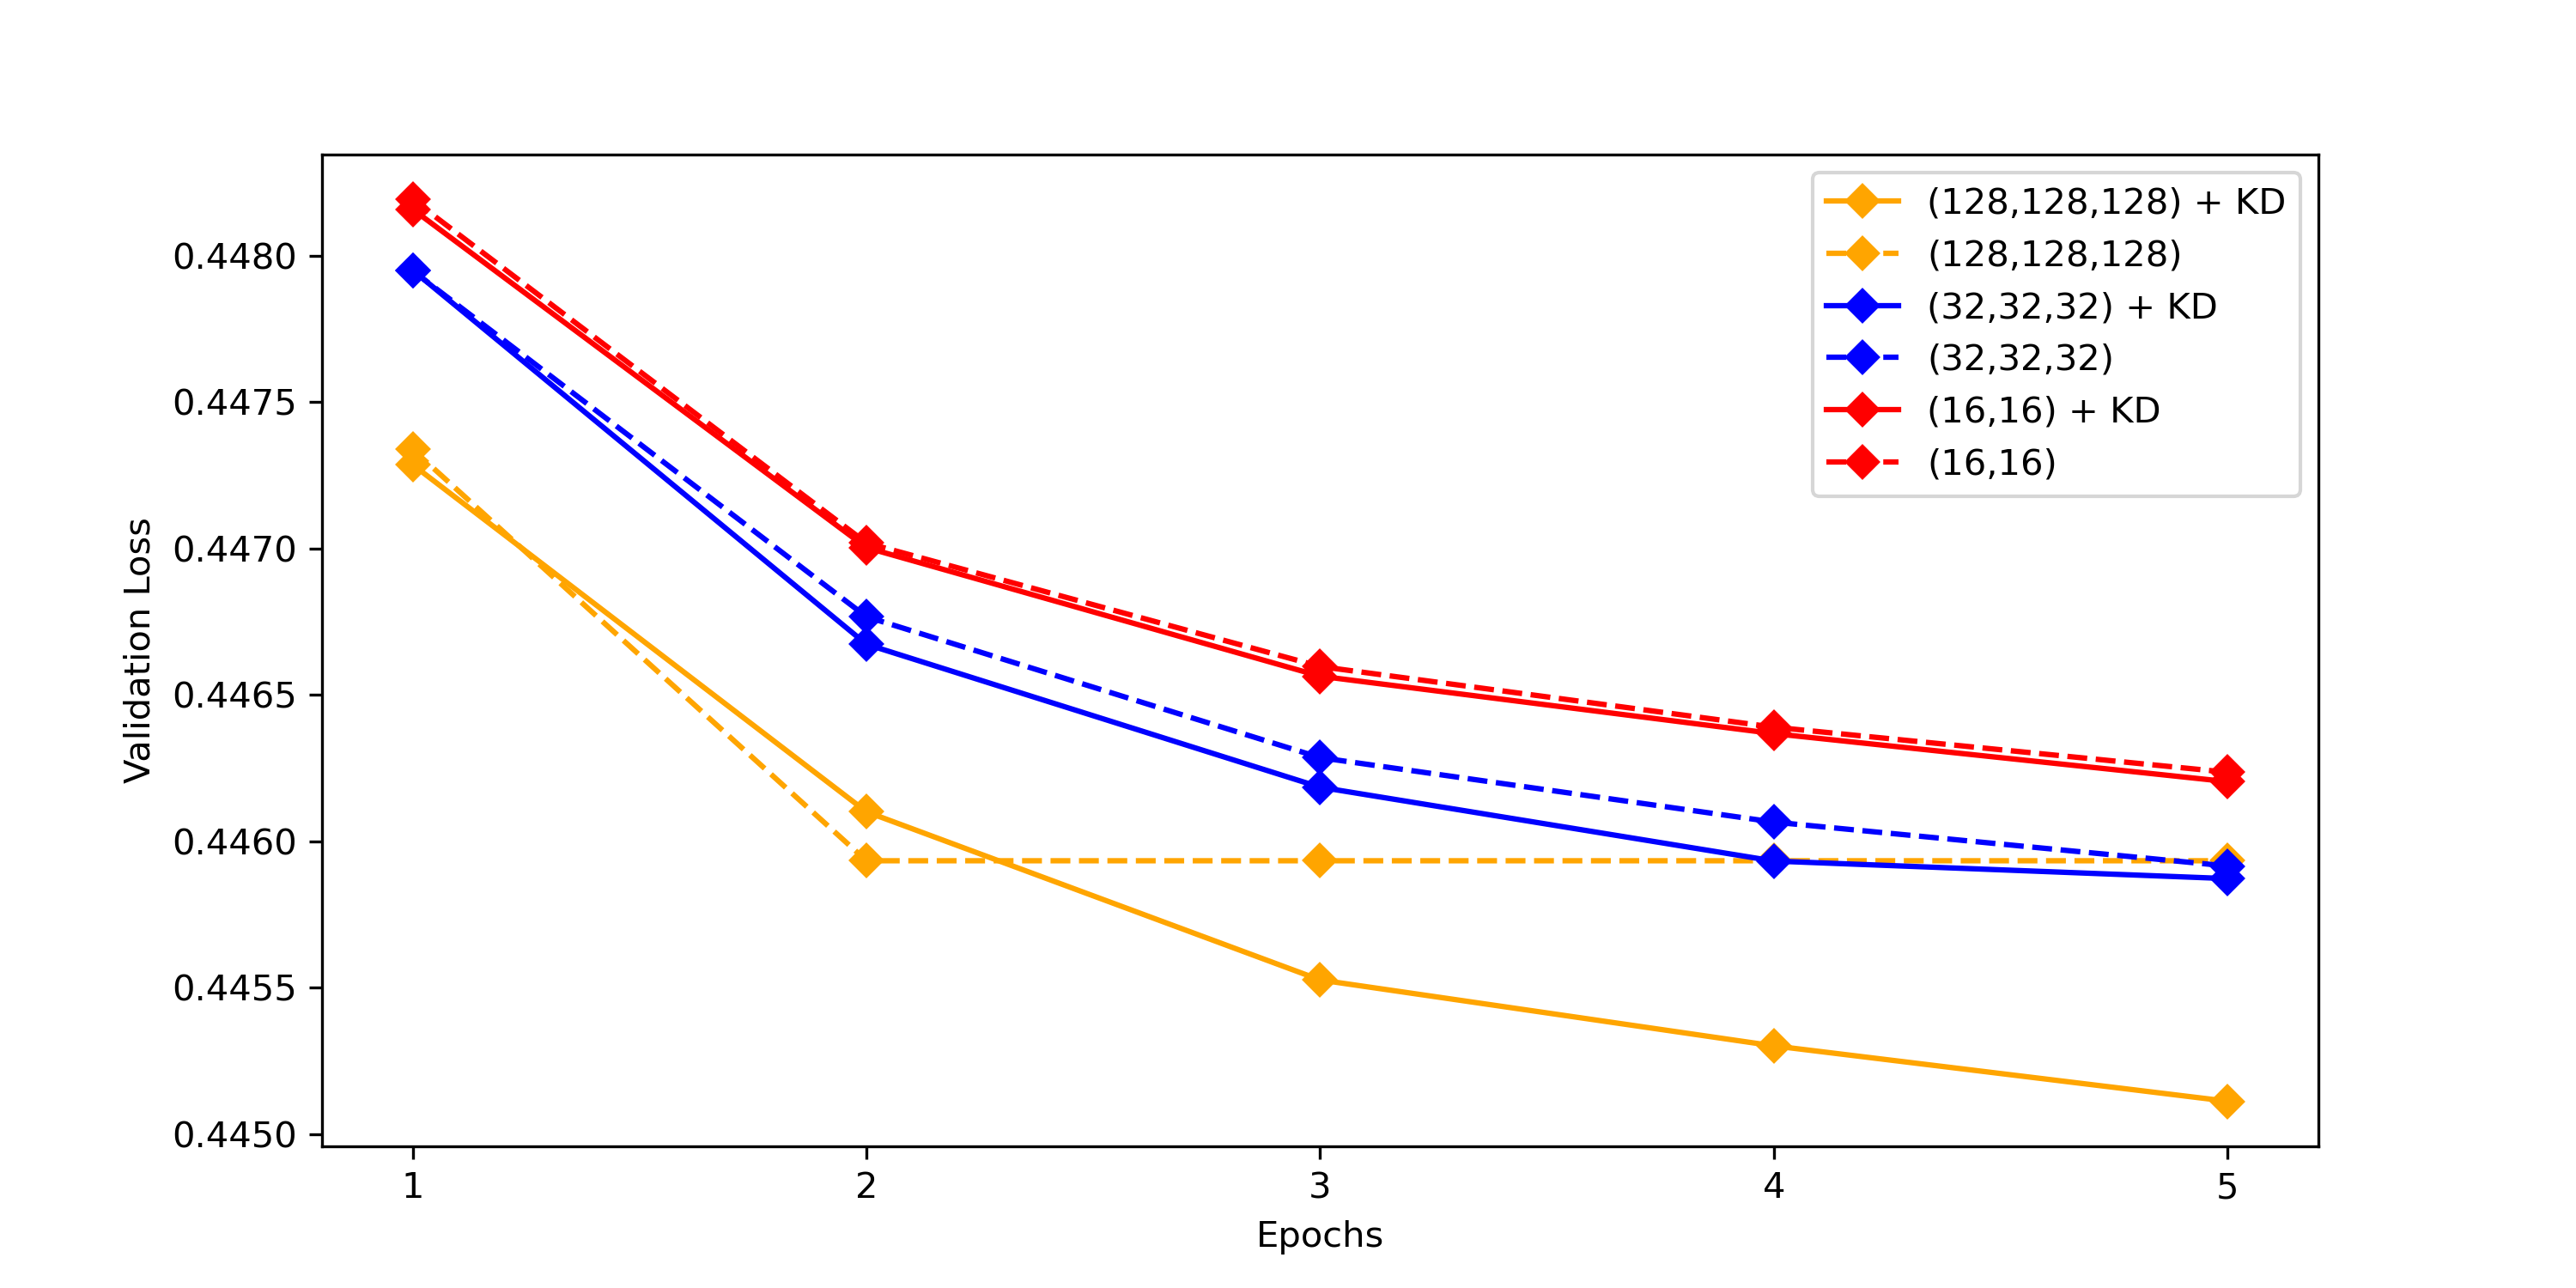 (128,128,128) + KD
(128,128,128)
(32,32,32) + KD
(32,32,32)
(16,16) + KD
(16,16)
0.4480
0.4475
0.4470
0.4465
0.4460
0.4455
0.4450
Validation Loss
1 2 3 4 5
Epochs